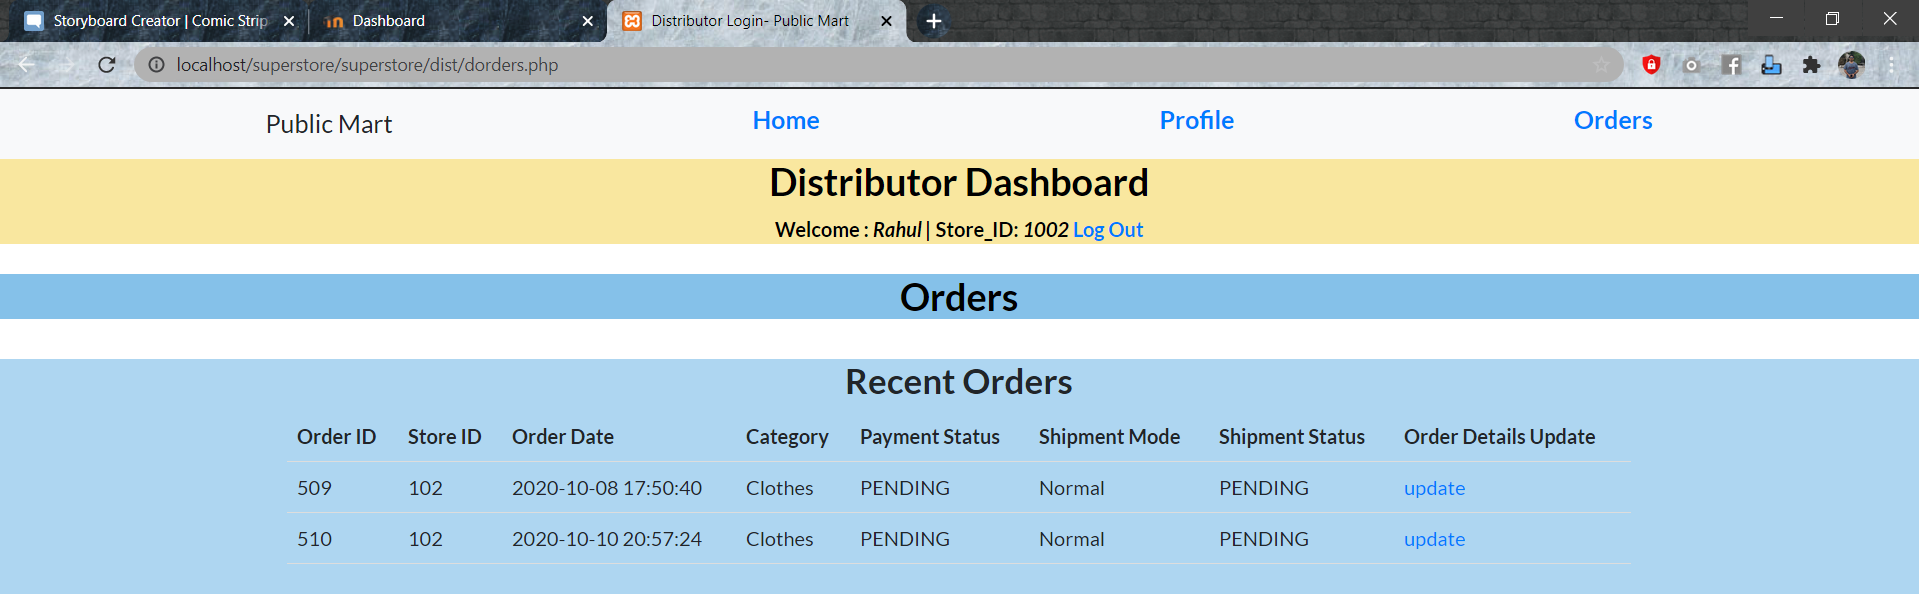 Storyboard Creator | Comic Strip
Dashboard
Distributor Login- Public Mart
localhost/superstore/superstore/dist/dorders.php
Public Mart Home Profile Orders
Distributor Dashboard
Welcome : Rahul | Store_ID: 1002 Log Out
Orders
Recent Orders
Order ID Store ID Order Date Category Payment Status Shipment Mode Shipment Status Order Details Update
509 102 2020-10-08 17:50:40 Clothes PENDING Normal PENDING update
510 102 2020-10-10 20:57:24 Clothes PENDING Normal PENDING update